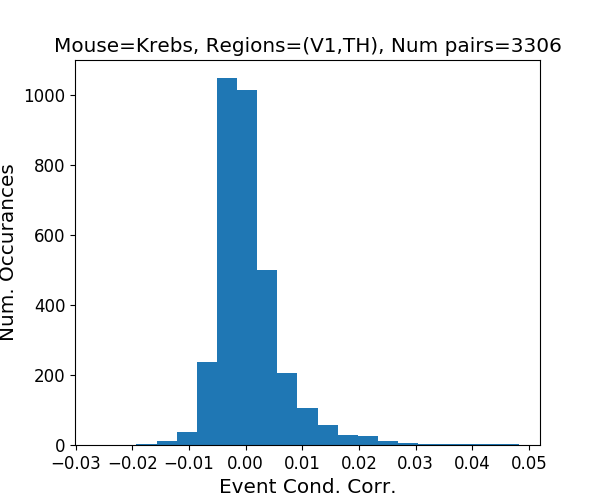 Mouse=Krebs, Regions=(V1,TH), Num pairs=3306
Num. Occurances
1000
800
600
400
200
0
−0.03 −0.02 −0.01 0.00 0.01 0.02 0.03 0.04 0.05
Event Cond. Corr.